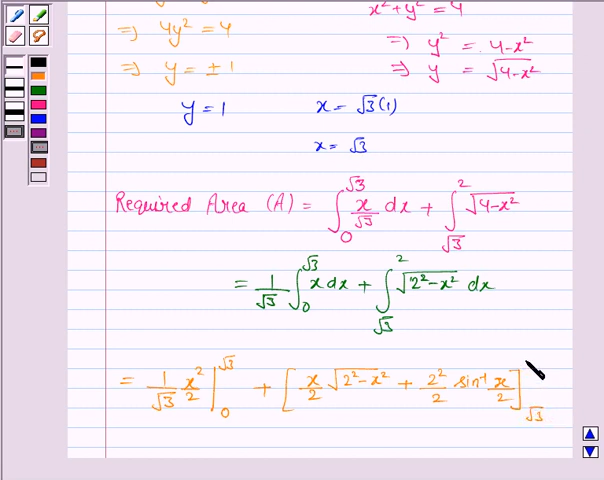 ⇒ 4y² = 4
⇒ y = ± 1
x² + y² = 4
⇒ y² = 4-x²
⇒ y = √4-x²
y = 1    x = √3(1)
x = √3
Required Area (A) = ∫₀^√3 x/√3 dx + ∫_√3^2 √4-x²
= 1/√3 ∫₀^√3 x dx + ∫_√3^2 √2²-x² dx
= 1/√3 x²/2 |₀^√3 + [x/2 √2²-x² + 2²/2 sin⁻¹ x/2]_√3